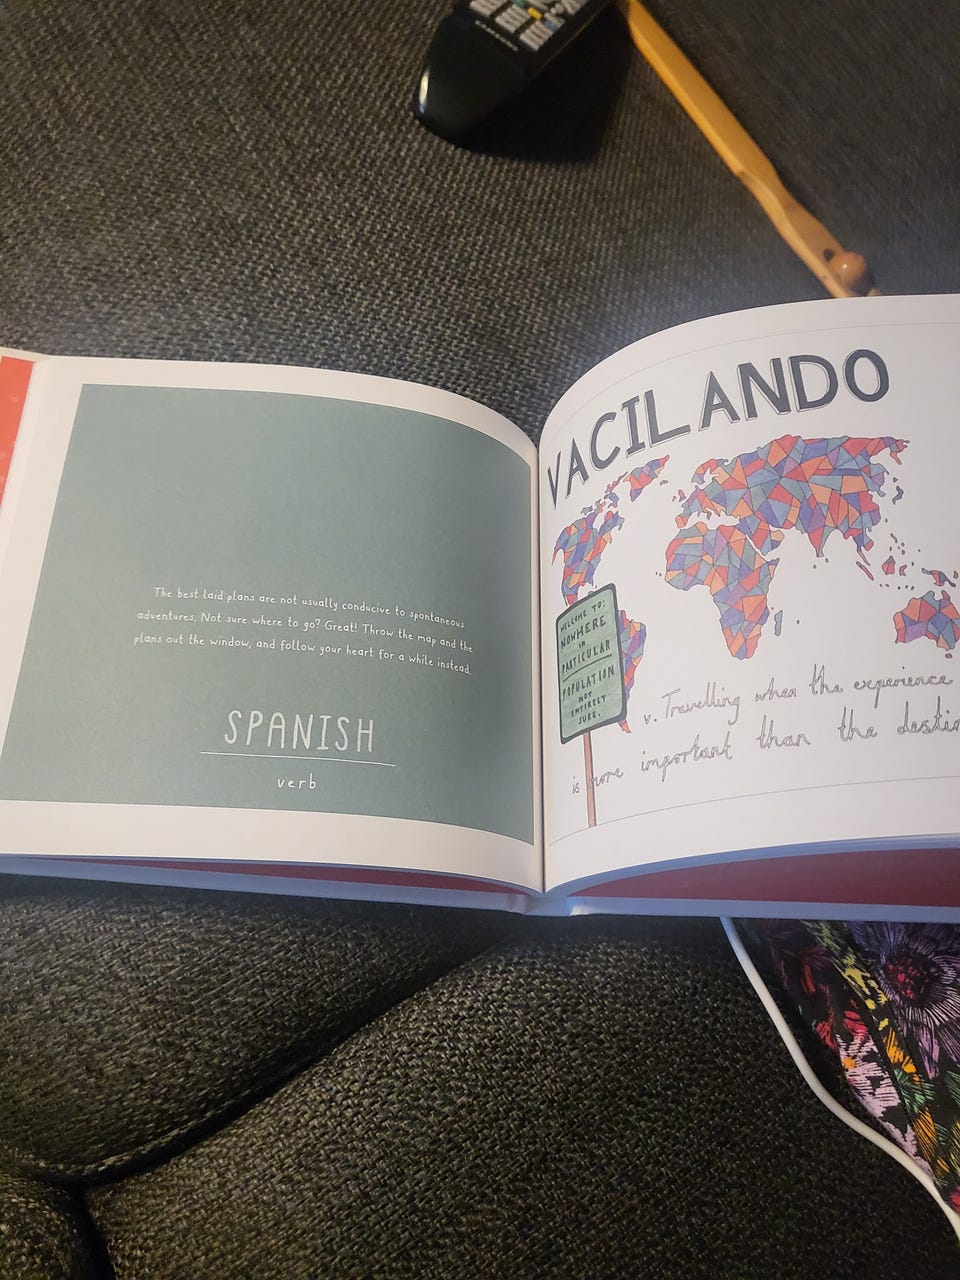 SAMSUNG
The best laid plans are not usually conducive to spontaneous
adventures. Not sure where to go? Great! Throw the map and the
plans out the window, and follow your heart for a while instead.
SPANISH
verb
VACILANDO
WELCOME TO:
NOWHERE
IN
PARTICULAR
POPULATION
NOT
ENTIRELY
SURE.
v. Travelling when the experience
is more important than the destin